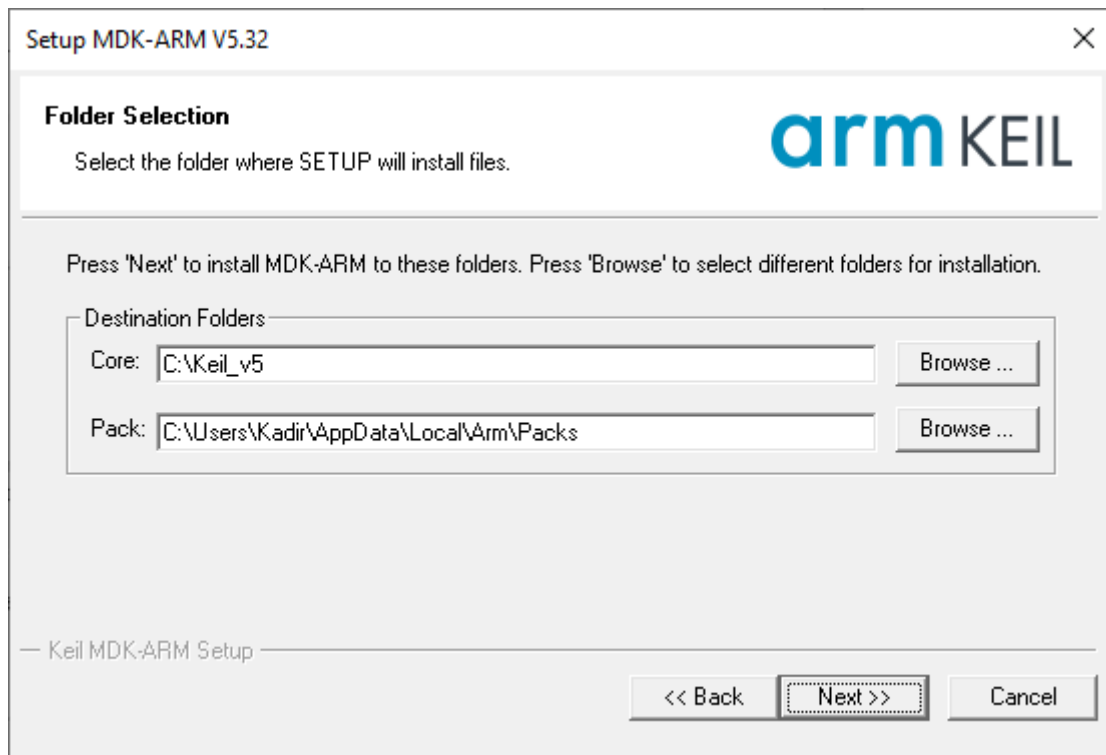 Setup MDK-ARM V5.32
Folder Selection
Select the folder where SETUP will install files.
arm KEIL
Press 'Next' to install MDK-ARM to these folders. Press 'Browse' to select different folders for installation.
Destination Folders
Core: C:\Keil_v5 Browse ...
Pack: C:\Users\Kadir\AppData\Local\Arm\Packs Browse ...
Keil MDK-ARM Setup
<< Back Next >> Cancel